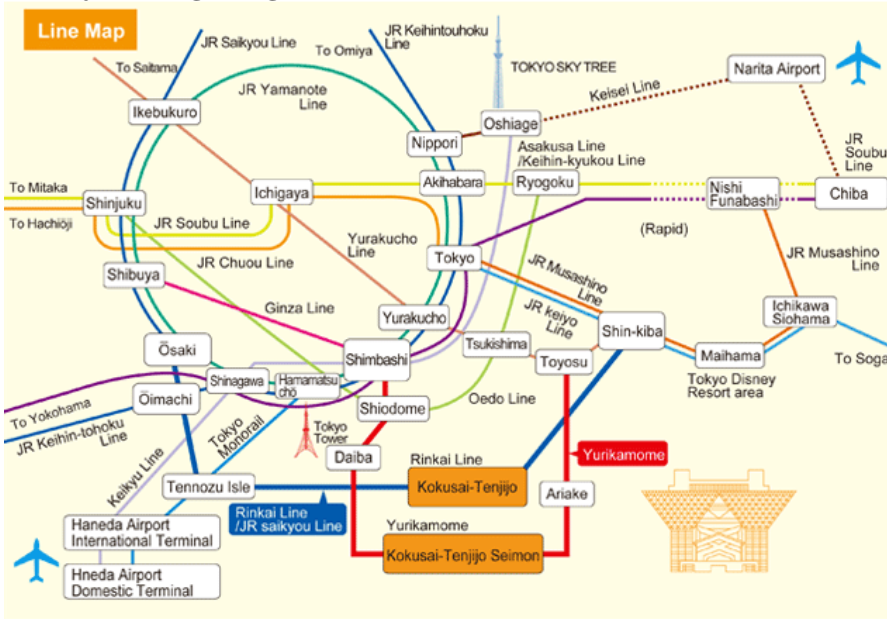 Line Map
JR Saikyou Line
To Omiya
JR Keihintouhoku
Line
To Saitama
TOKYO SKY TREE
Narita Airport
JR Yamanote
Line
Keisei Line
Ikebukuro
Oshiage
Nippori
Asakusa Line
/Keihin-kyukou Line
JR
Soubu
Line
To Mitaka
Ichigaya
Akihabara
Ryogoku
Nishi
Funabashi
Chiba
Shinjuku
To Hachiōji
JR Soubu Line
(Rapid)
Yurakucho
Line
Tokyo
JR Musashino
Line
JR Chuou Line
JR Musashino
Line
Shibuya
JR keiyo
Line
Ginza Line
Ichikawa
Siohama
Yurakucho
Shin-kiba
Ōsaki
Shimbashi
Tsukishima
Toyosu
Maihama
To Soga
Tokyo Disney
Resort area
Shinagawa
Hamamatsu
chō
Ōimachi
Shiodome
Oedo Line
To Yokohama
JR Keihin-tohoku
Line
Tokyo
Monorail
Tokyo
Tower
Keikyu Line
Daiba
Rinkai Line
Yurikamome
Tennozu Isle
Kokusai-Tenjijo
Ariake
Rinkai Line
/JR saikyou Line
Haneda Airport
International Terminal
Yurikamome
Kokusai-Tenjijo Seimon
Hneda Airport
Domestic Terminal